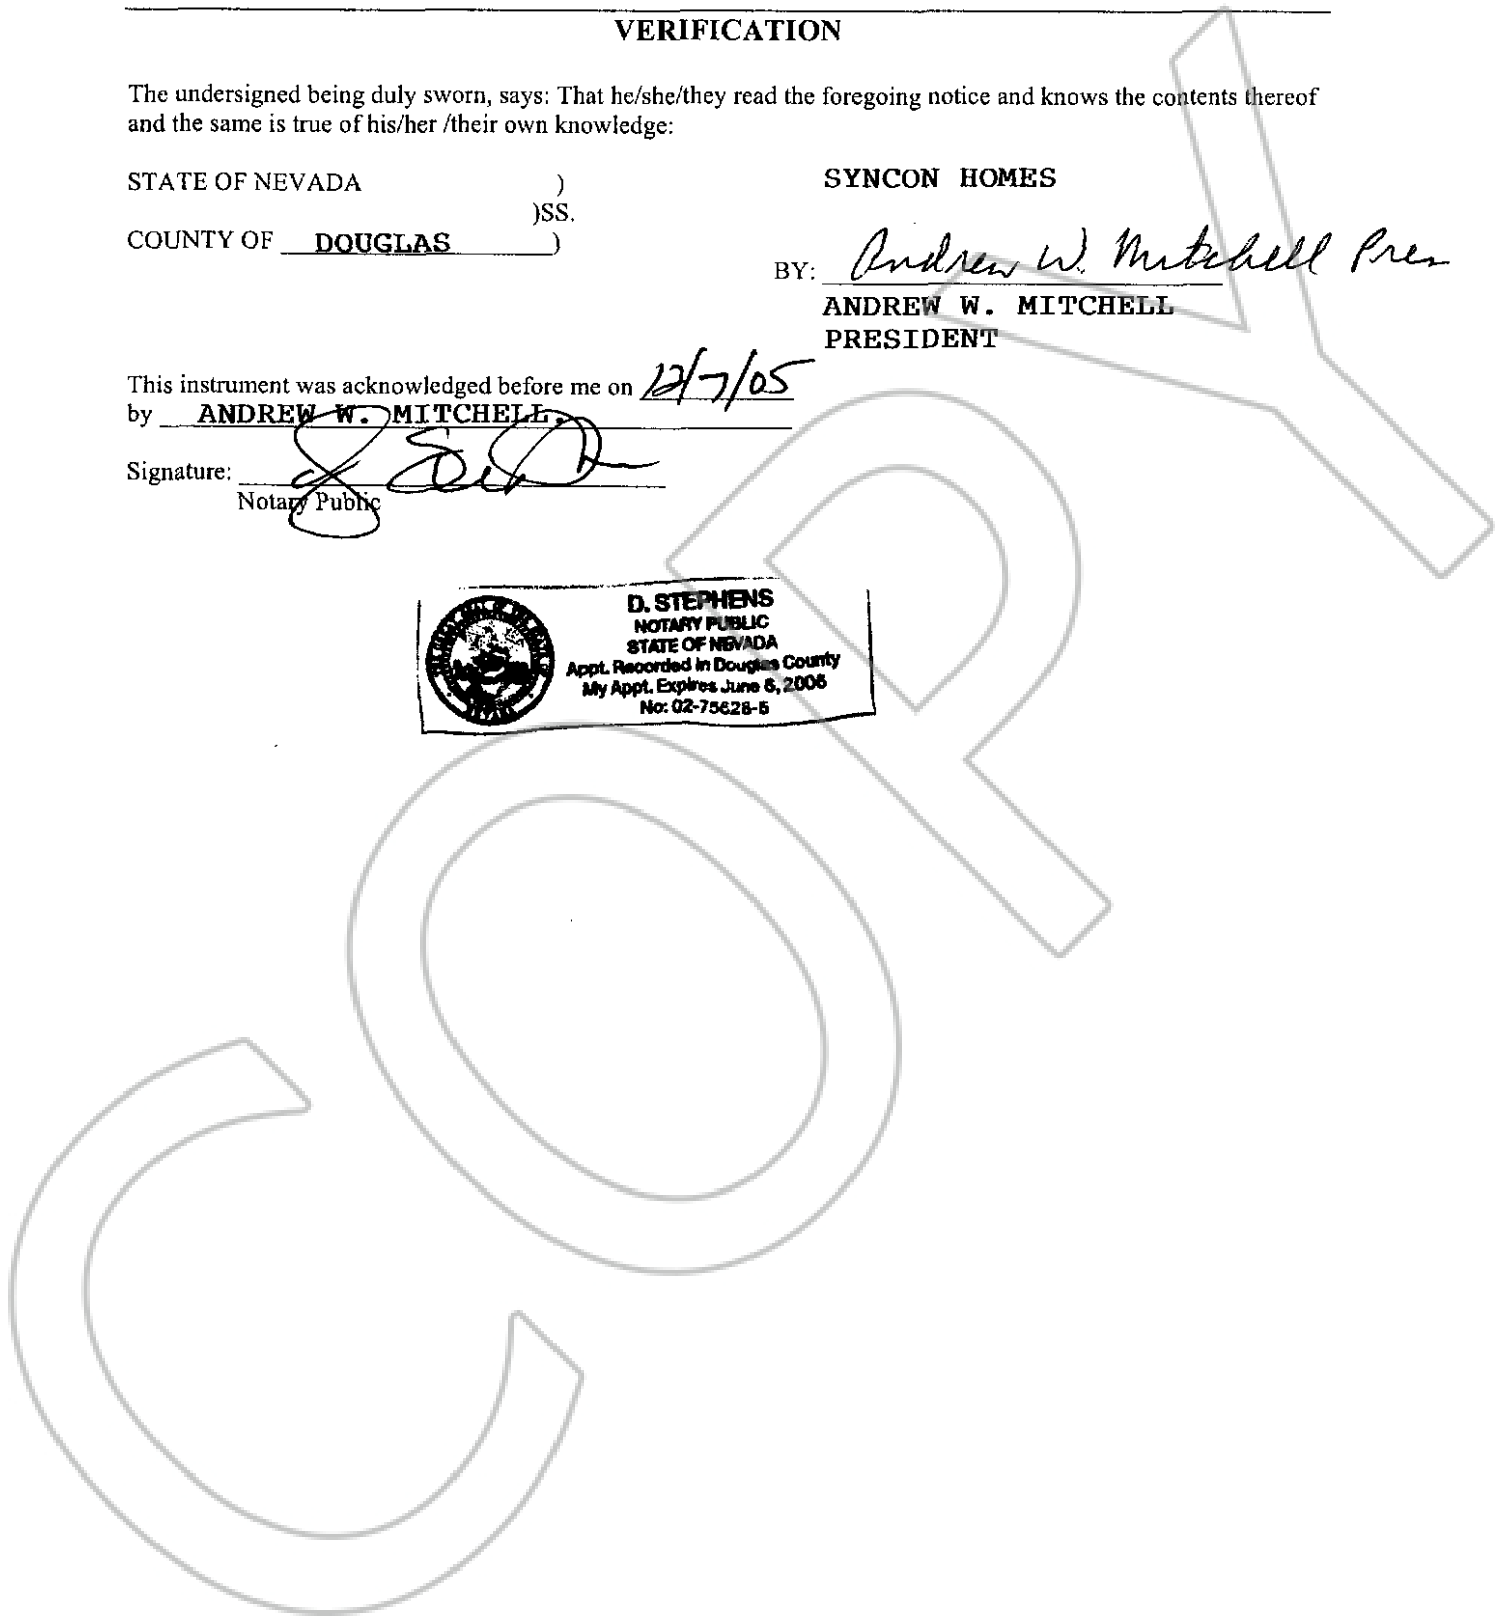 VERIFICATION
The undersigned being duly sworn, says: That he/she/they read the foregoing notice and knows the contents thereof
and the same is true of his/her /their own knowledge:
STATE OF NEVADA )
)SS.
COUNTY OF DOUGLAS )
SYNCON HOMES
BY: Andrew W. Mitchell Pres
ANDREW W. MITCHELL
PRESIDENT
This instrument was acknowledged before me on 12/7/05
by ANDREW W. MITCHELL,
Signature:
Notary Public
D. STEPHENS
NOTARY PUBLIC
STATE OF NEVADA
Appt. Recorded in Douglas County
My Appt. Expires June
No: 02-75628-5
COPY